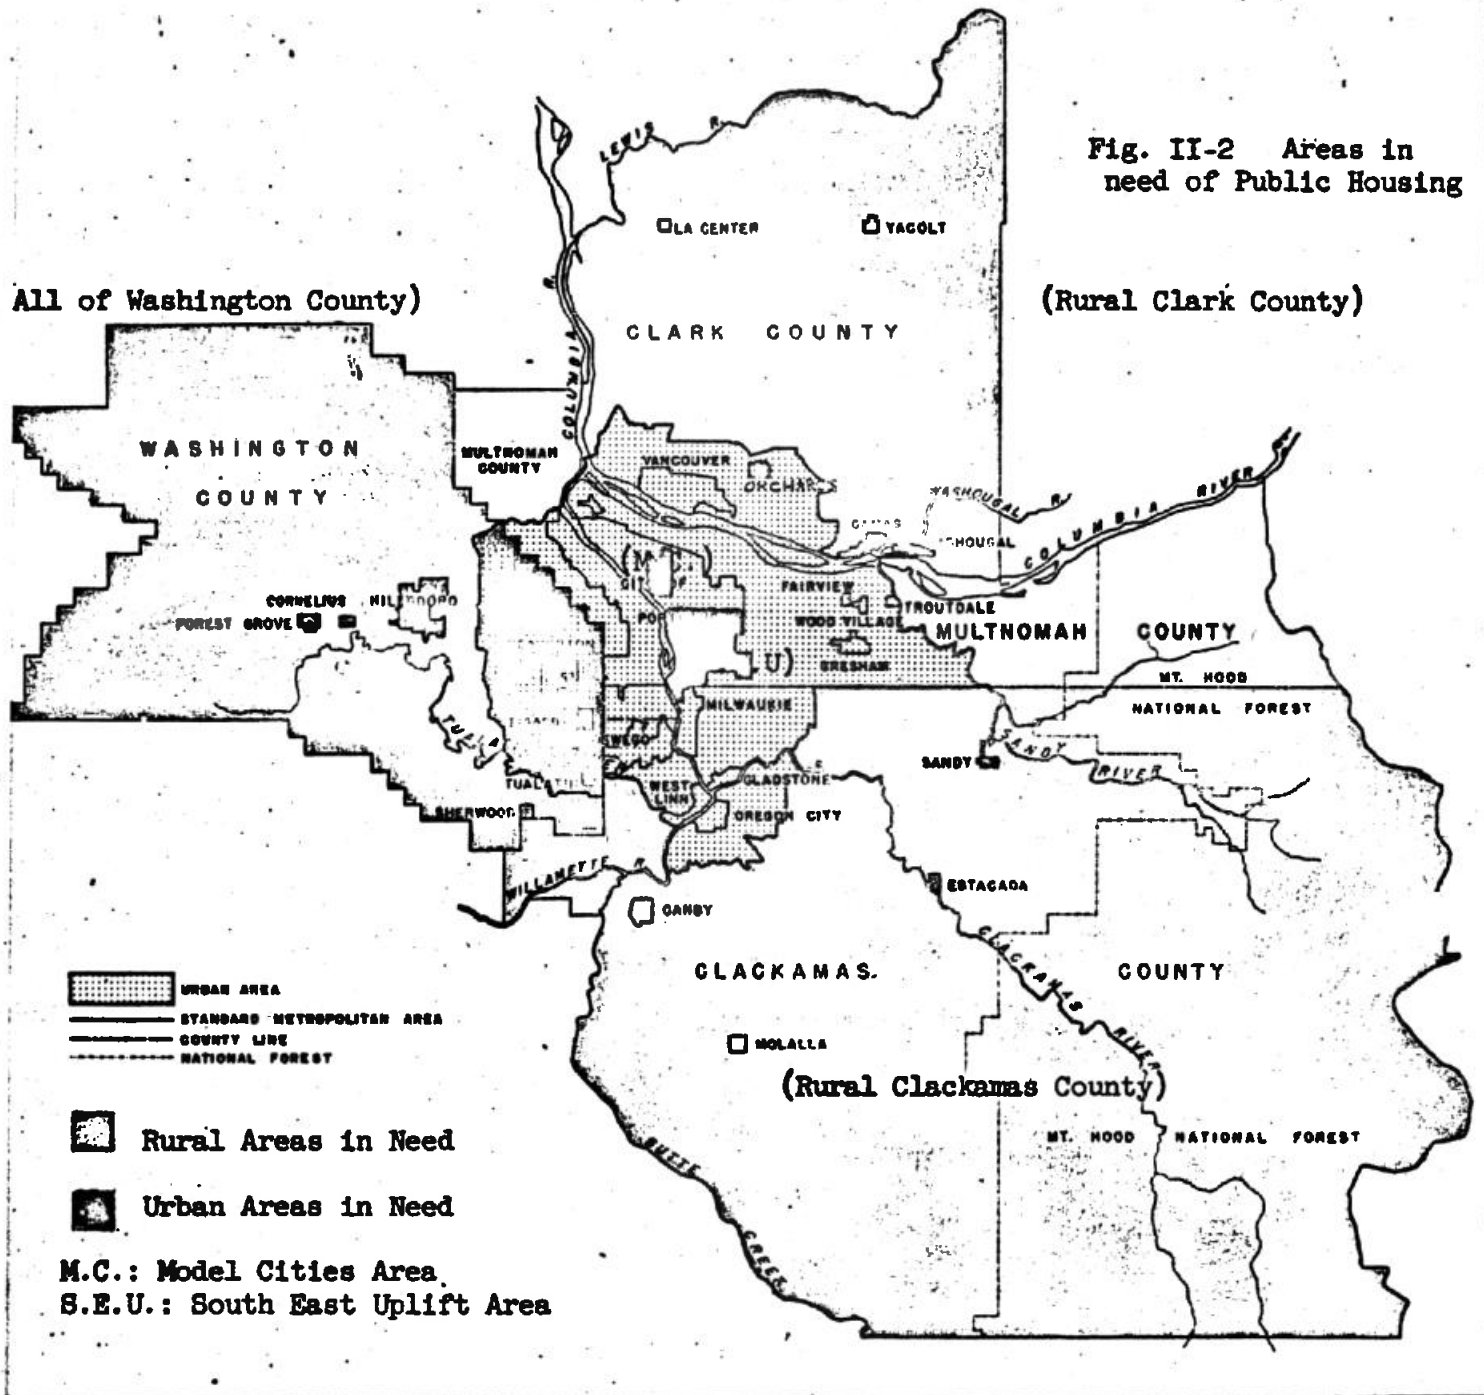 Fig. II-2 Areas in
need of Public Housing
LEWIS R.
LA CENTER
YACOLT
All of Washington County)
(Rural Clark County)
CLARK COUNTY
COLUMBIA R.
WASHINGTON
COUNTY
MULTNOMAH
COUNTY
VANCOUVER
ORCHARDS
WASHOUGAL R.
COLUMBIA RIVER
FAIRVIEW
TROUTDALE
WOOD VILLAGE
GRESHAM
MULTNOMAH COUNTY
CORNELIUS
FOREST GROVE
U)
MT. HOOD
NATIONAL FOREST
MILWAUKIE
SANDY
SANDY
RIVER
GLADSTONE
WEST
LINN
OREGON CITY
SHERWOOD
WILLAMETTE R.
ESTACADA
CANBY
CLACKAMAS.
COUNTY
CLACKAMAS RIVER
URBAN AREA
STANDARD METROPOLITAN AREA
COUNTY LINE
NATIONAL FOREST
MOLALLA
(Rural Clackamas County)
MT. HOOD NATIONAL FOREST
BUTTE
CREEK
Rural Areas in Need
Urban Areas in Need
M.C.: Model Cities Area
S.E.U.: South East Uplift Area